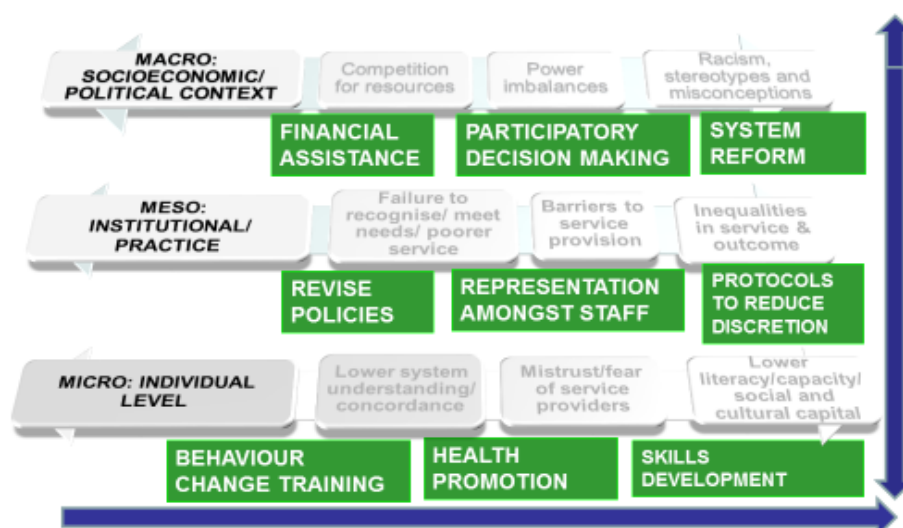 MACRO:
SOCIOECONOMIC/
POLITICAL CONTEXT
Competition
for resources
Power
imbalances
Racism,
stereotypes and
misconceptions
FINANCIAL
ASSISTANCE
PARTICIPATORY
DECISION MAKING
SYSTEM
REFORM
MESO:
INSTITUTIONAL/
PRACTICE
Failure to
recognise/ meet
needs/ poorer
service
Barriers to
service
provision
Inequalities
in service &
outcome
REVISE
POLICIES
REPRESENTATION
AMONGST STAFF
PROTOCOLS
TO REDUCE
DISCRETION
MICRO: INDIVIDUAL
LEVEL
Lower system
understanding/
concordance
Mistrust/fear
of service
providers
Lower
literacy/capacity/
social and
cultural capital
BEHAVIOUR
CHANGE TRAINING
HEALTH
PROMOTION
SKILLS
DEVELOPMENT